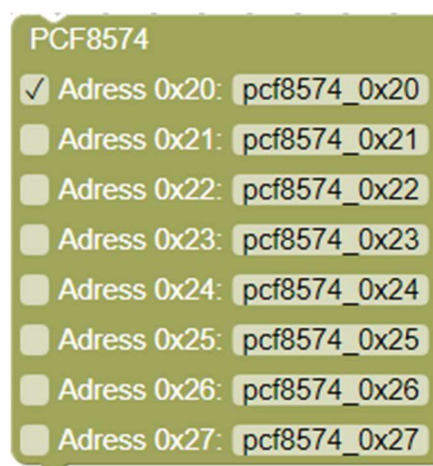 PCF8574
Adress 0x20: pcf8574_0x20
Adress 0x21: pcf8574_0x21
Adress 0x22: pcf8574_0x22
Adress 0x23: pcf8574_0x23
Adress 0x24: pcf8574_0x24
Adress 0x25: pcf8574_0x25
Adress 0x26: pcf8574_0x26
Adress 0x27: pcf8574_0x27